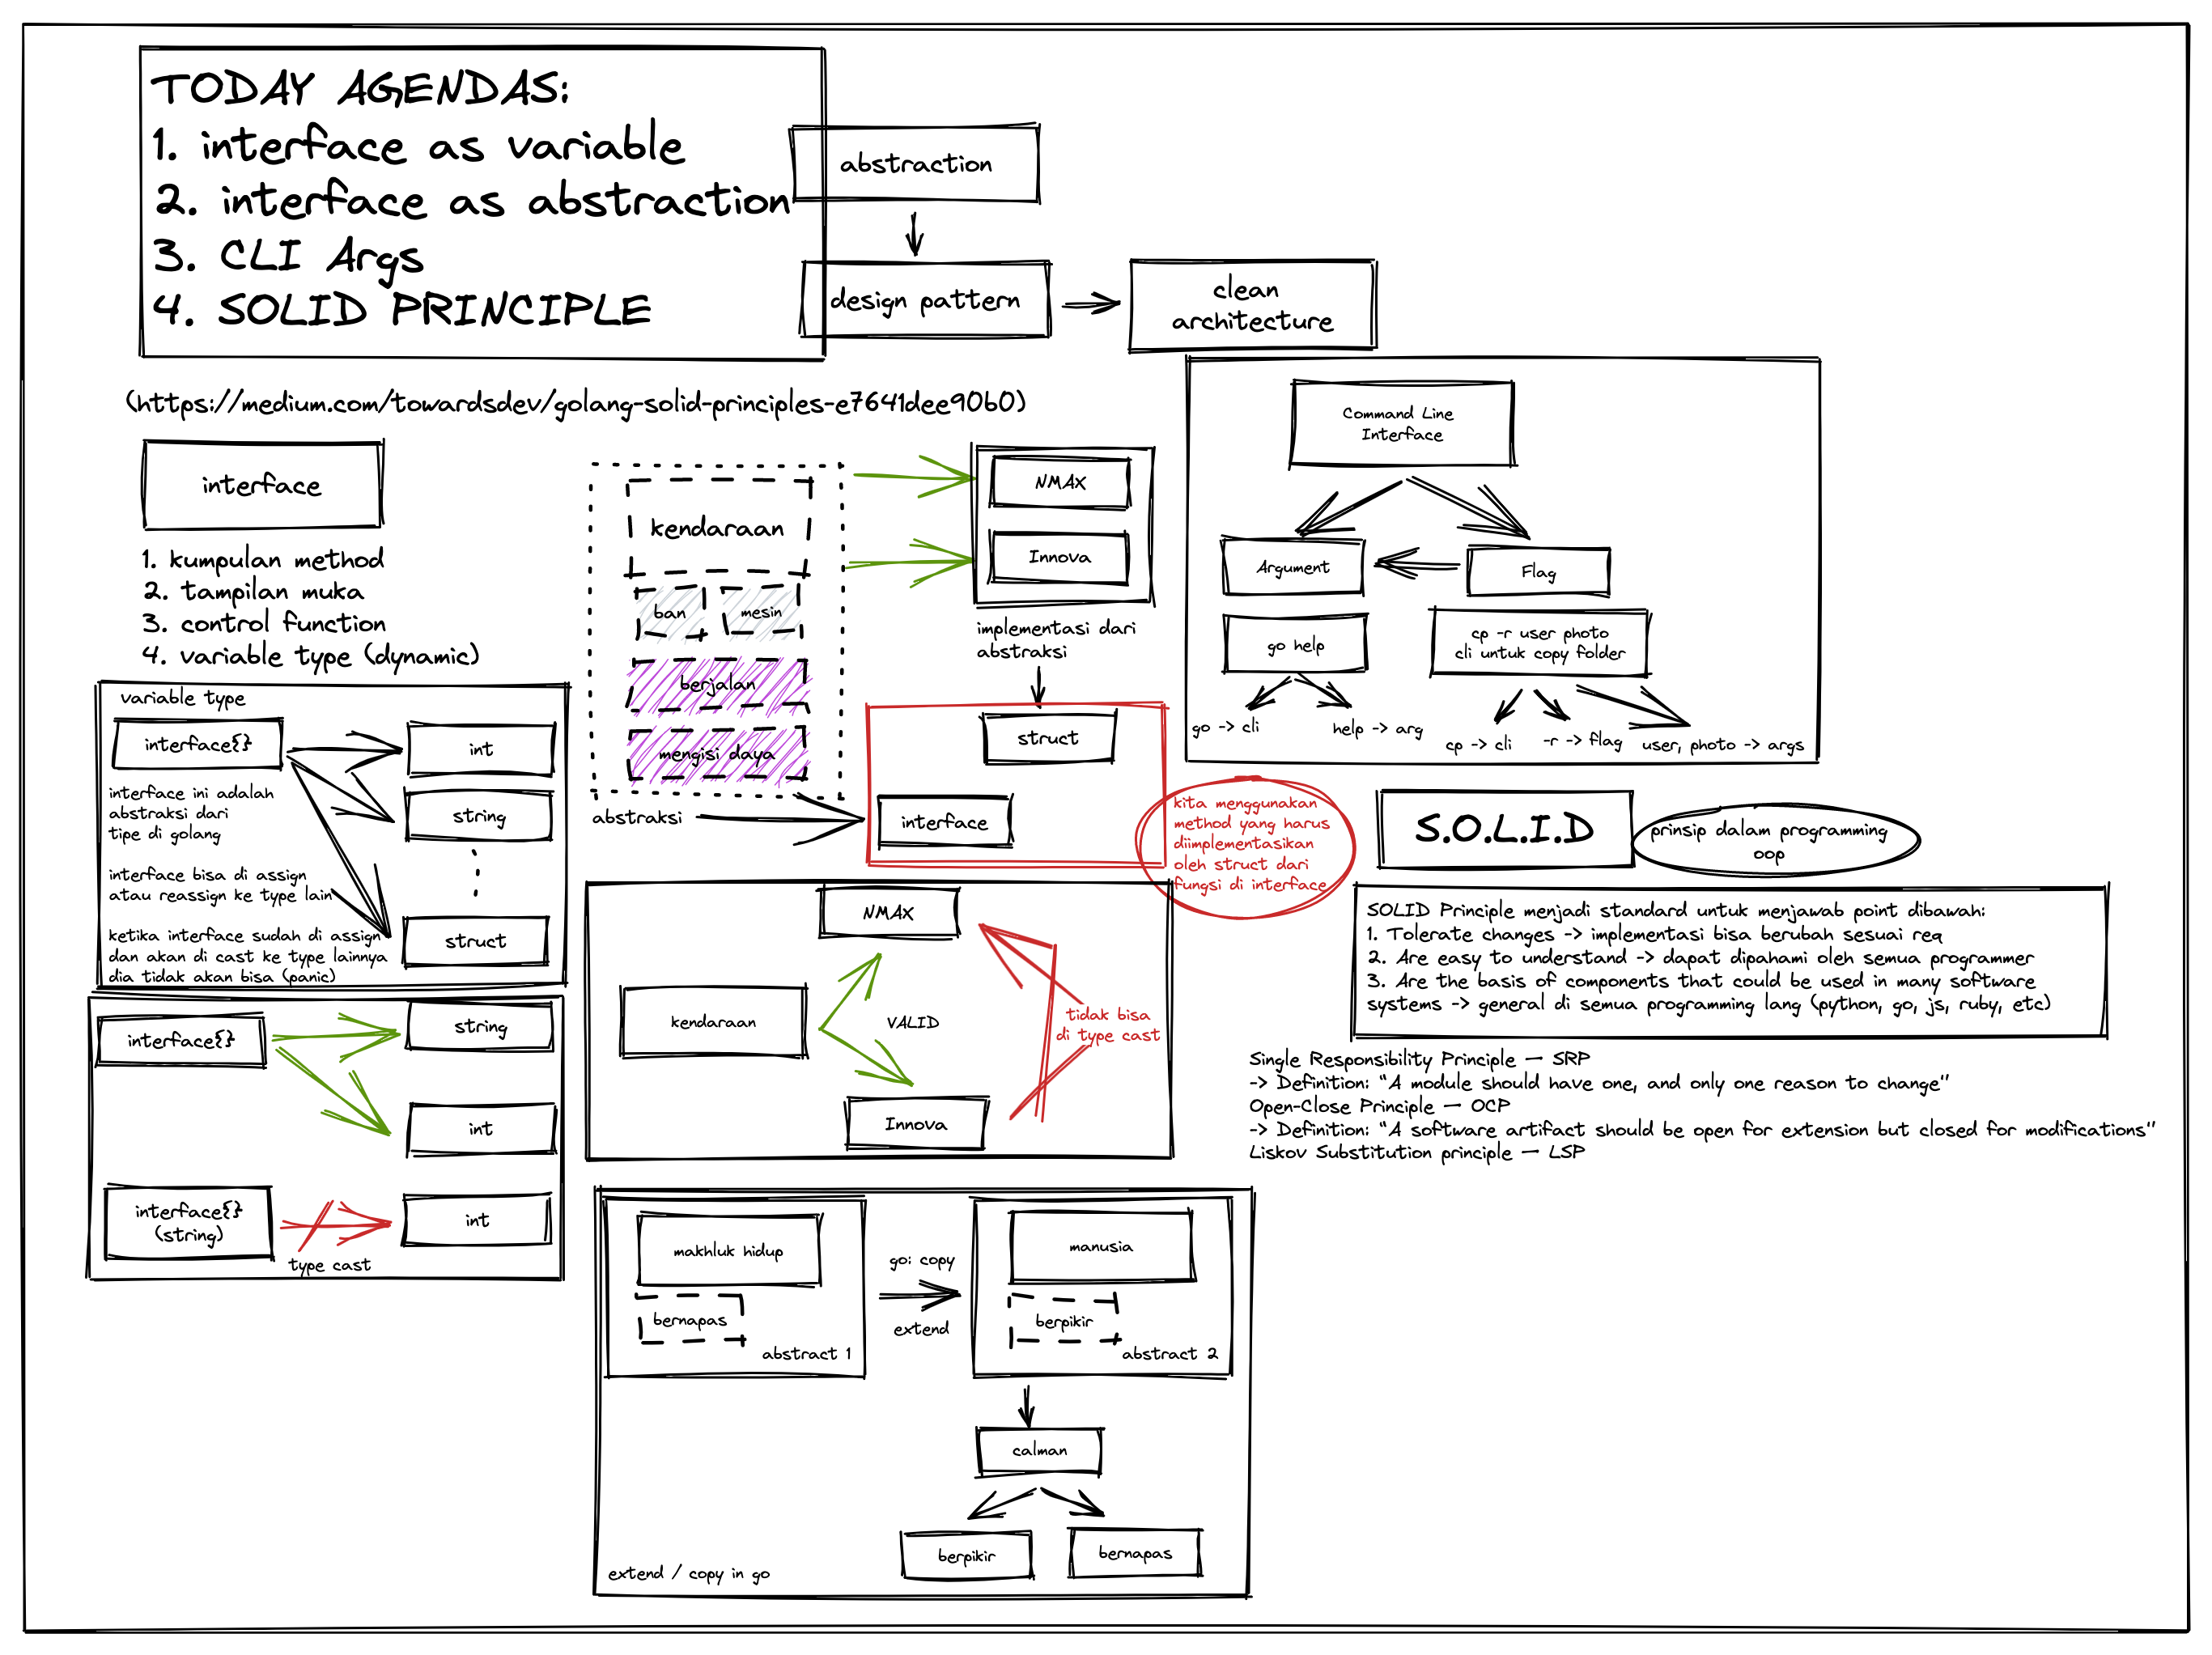 TODAY AGENDAS:
1. interface as variable
2. interface as abstraction
3. CLI Args
4. SOLID PRINCIPLE
abstraction
design pattern
clean
architecture
(https://medium.com/towardsdev/golang-solid-principles-e7641dee90b0)
interface
1. kumpulan method
2. tampilan muka
3. control function
4. variable type (dynamic)
variable type
interface{}
int
string
struct
interface ini adalah
abstraksi dari
tipe di golang
interface bisa di assign
atau reassign ke type lain
ketika interface sudah di assign
dan akan di cast ke type lainnya
dia tidak akan bisa (panic)
interface{}
string
int
interface{}
(string)
type cast
int
kendaraan
ban
mesin
berjalan
mengisi daya
abstraksi
NMAX
Innova
implementasi dari
abstraksi
struct
interface
kita menggunakan
method yang harus
diimplementasikan
oleh struct dari
fungsi di interface
NMAX
kendaraan
VALID
tidak bisa
di type cast
Innova
makhluk hidup
bernapas
abstract 1
go: copy
extend
manusia
berpikir
abstract 2
calman
berpikir
bernapas
extend / copy in go
Command Line
Interface
Argument
Flag
go help
cp -r user photo
cli untuk copy folder
go -> cli
help -> arg
cp -> cli
-r -> flag
user, photo -> args
S.O.L.I.D
prinsip dalam programming
oop
SOLID Principle menjadi standard untuk menjawab point dibawah:
1. Tolerate changes -> implementasi bisa berubah sesuai req
2. Are easy to understand -> dapat dipahami oleh semua programmer
3. Are the basis of components that could be used in many software
systems -> general di semua programming lang (python, go, js, ruby, etc)
Single Responsibility Principle — SRP
-> Definition: “A module should have one, and only one reason to change”
Open-Close Principle — OCP
-> Definition: “A software artifact should be open for extension but closed for modifications”
Liskov Substitution principle — LSP